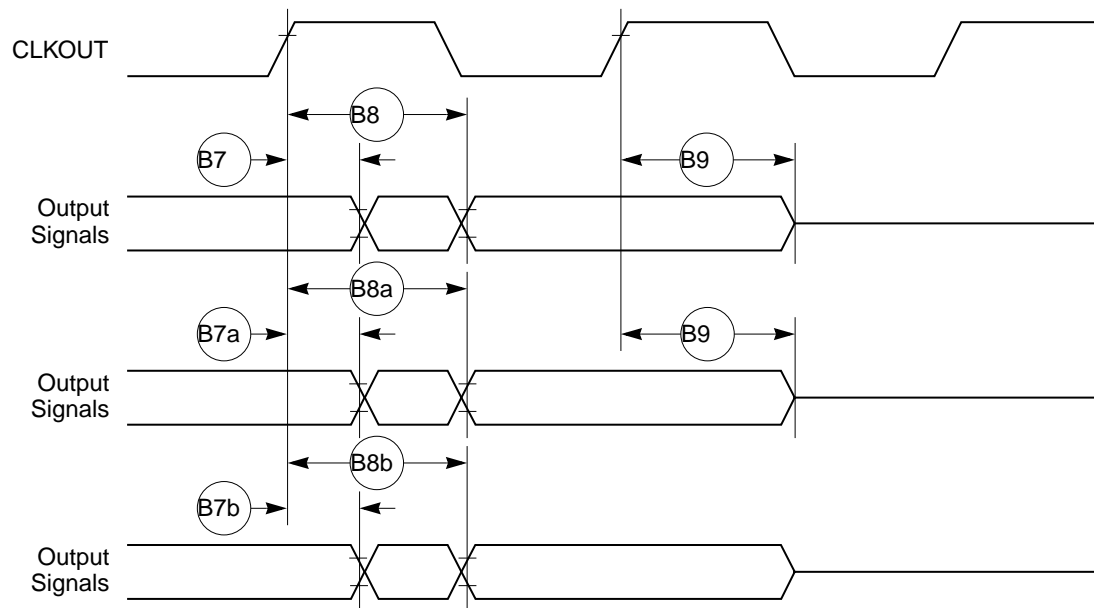 CLKOUT
B8
B7
B9
Output
Signals
B8a
B7a
B9
Output
Signals
B8b
B7b
Output
Signals